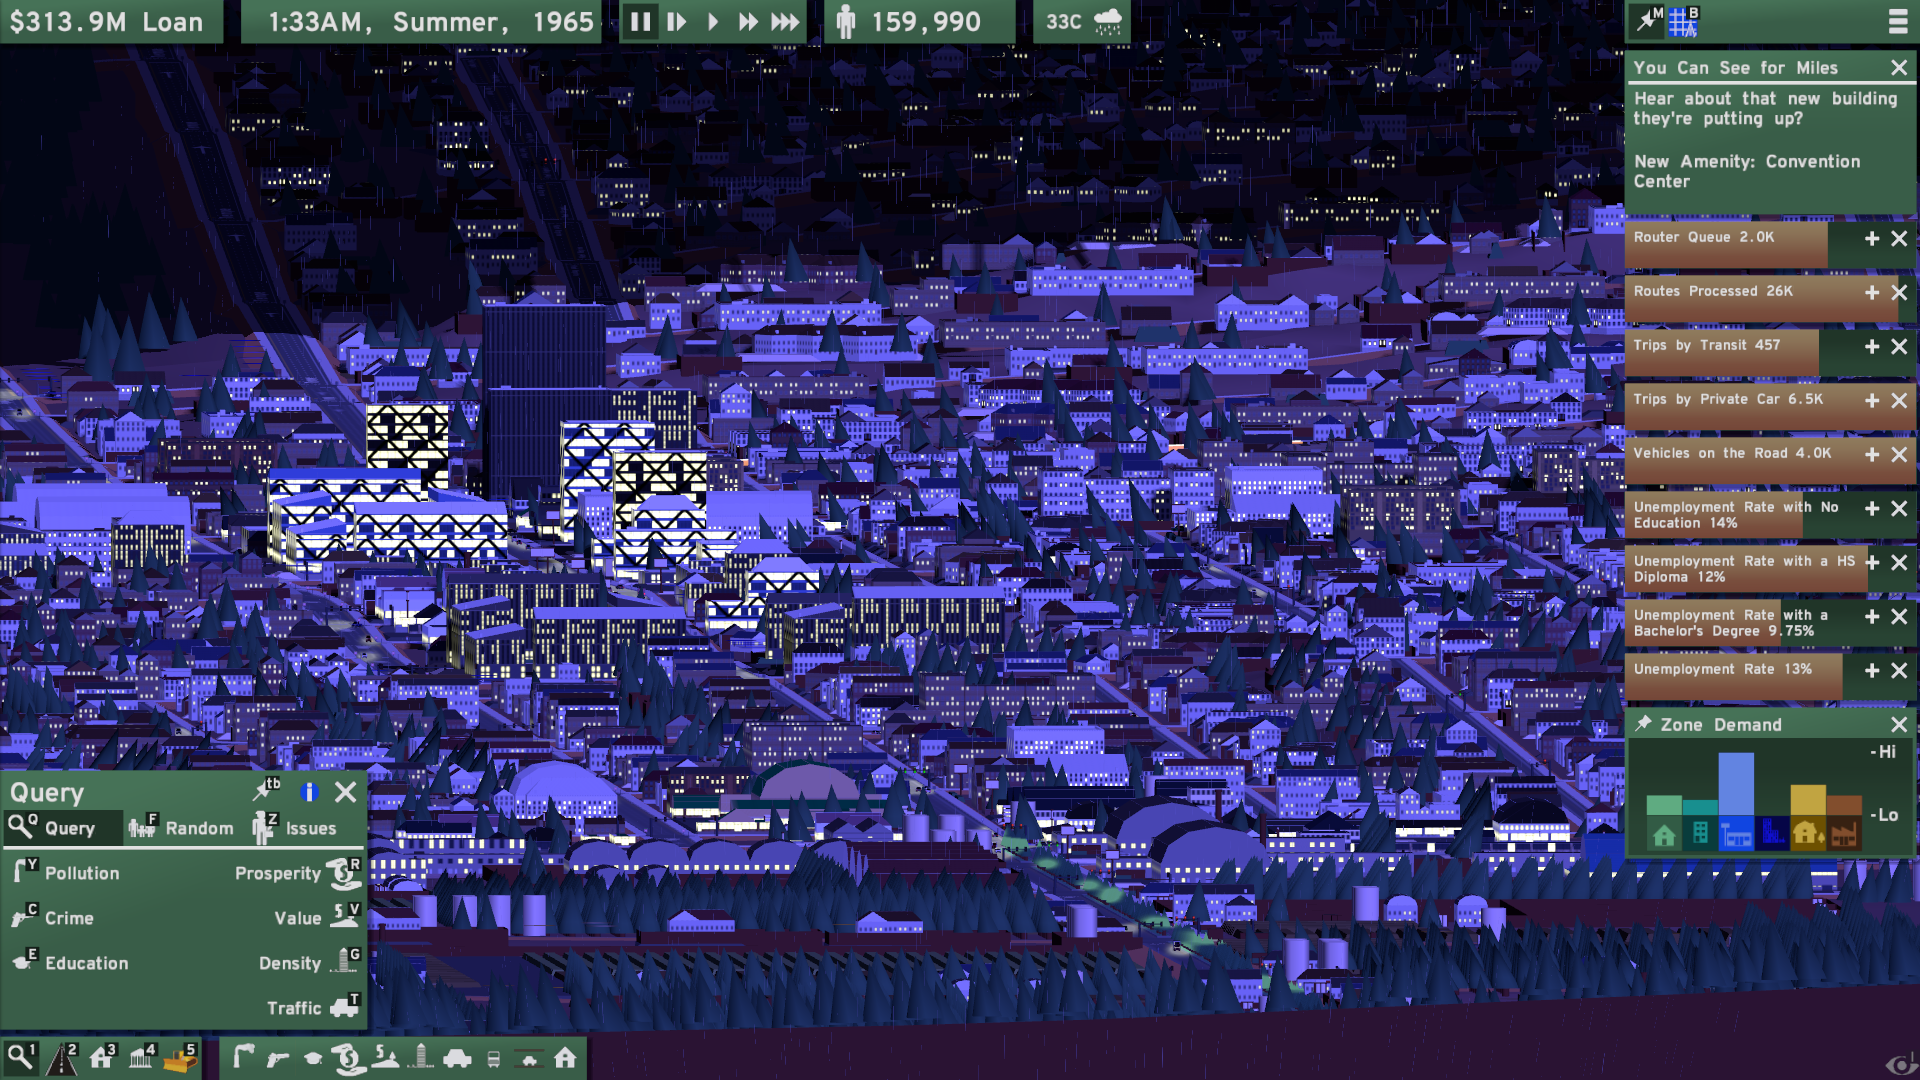 $313.9M Loan
1:33AM, Summer, 1965
159,990
33C
M
B
You Can See for Miles
Hear about that new building
they're putting up?
New Amenity: Convention
Center
Router Queue 2.0K
Routes Processed 26K
Trips by Transit 457
Trips by Private Car 6.5K
Vehicles on the Road 4.0K
Unemployment Rate with No
Education 14%
Unemployment Rate with a HS
Diploma 12%
Unemployment Rate with a
Bachelor's Degree 9.75%
Unemployment Rate 13%
Zone Demand
-Hi
-Lo
Query
tb
Q Query
F Random
Z Issues
Y Pollution
Prosperity R
C Crime
Value V
E Education
Density G
Traffic T
1 2 3 4 5